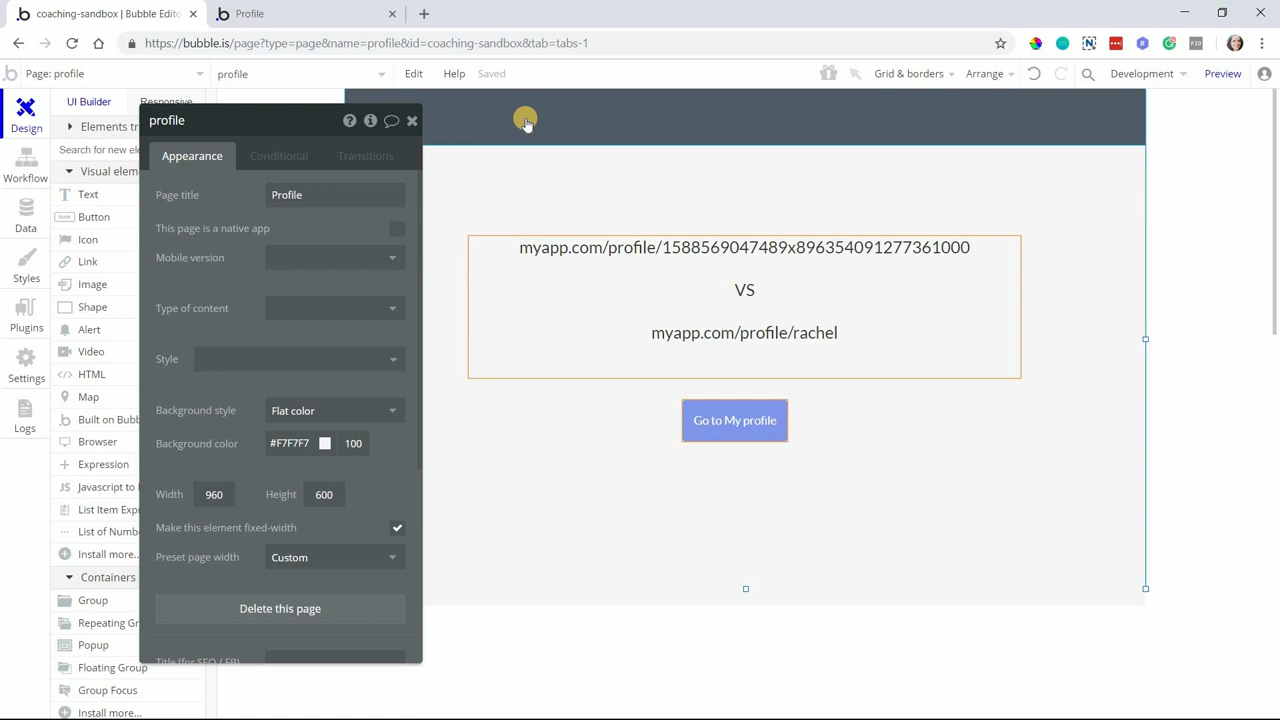 coaching-sandbox | Bubble Edito
Profile
https://bubble.is/page?type=page&
profile&id=coaching-sandbox&tab=tabs-1
Page: profile
profile
Edit
Help
Saved
Grid & borders
Arrange
Development
Preview
Design
Workflow
Data
Styles
Plugins
Settings
Logs
UI Builder
Responsive
Elements tr
Search for new ele
Visual elem
Text
CLICK
Button
Icon
Link
Image
Shape
Alert
Video
HTML
Map
Built on Bubb
Browser
Expression
JS Javascript to
List Item Exp
List of Numb
Install more...
Containers
Group
Repeating Gr
Popup
Floating Group
Group Focus
Install more...
profile
Appearance
Conditional
Transitions
Page title
Profile
This page is a native app
Mobile version
Type of content
Style
Background style
Flat color
Background color
#F7F7F7
100
Width
960
Height
600
Make this element fixed-width
Preset page width
Custom
Delete this page
Title (for SEO / FB)
myapp.com/profile/1588569047489x896354091277361000
VS
myapp.com/profile/rachel
Go to My profile